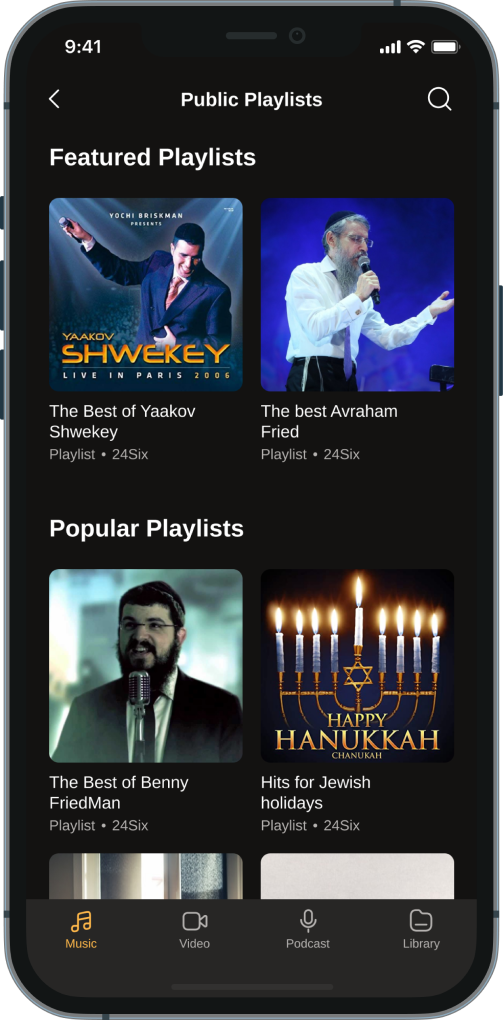 9:41
Public Playlists
Featured Playlists
YOCHI BRISKMAN
PRESENTS
YAAKOV
SHWEKEY
LIVE IN PARIS 2006
The Best of Yaakov
Shwekey
Playlist • 24Six
The best Avraham
Fried
Playlist • 24Six
Popular Playlists
HAPPY
HANUKKAH
CHANUKAH
The Best of Benny
FriedMan
Playlist • 24Six
Hits for Jewish
holidays
Playlist • 24Six
Music
Video
Podcast
Library